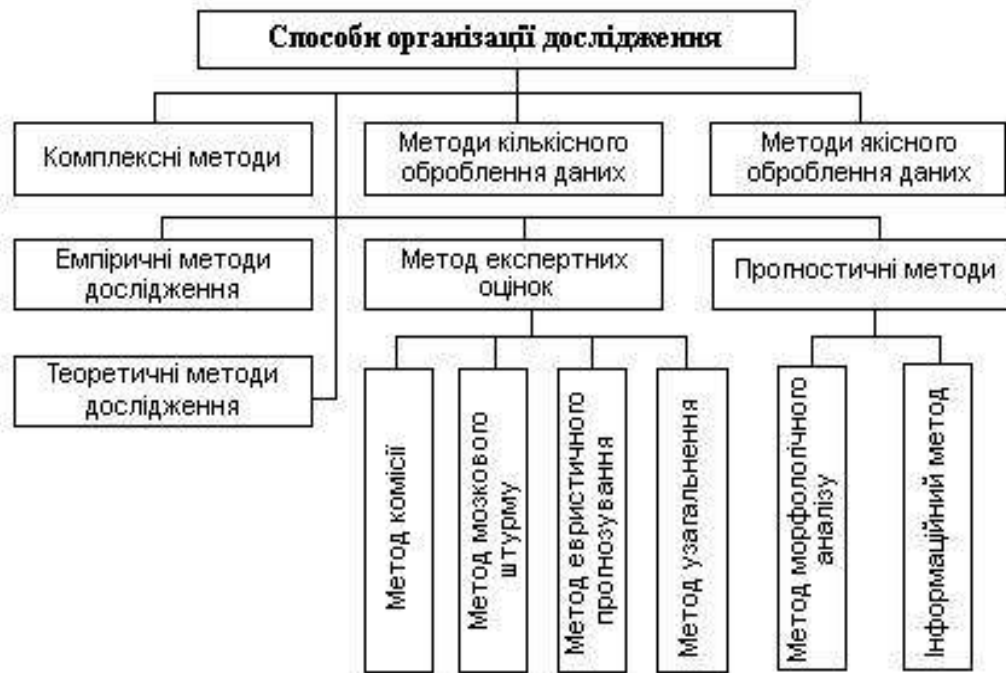 Способи організації дослідження
Комплексні методи
Методи кількісного
оброблення даних
Методи якісного
оброблення даних
Емпіричні методи
дослідження
Метод експертних
оцінок
Прогностичні методи
Теоретичні методи
дослідження
Метод комісії
Метод мозкового
штурму
Метод евристичного
прогнозування
Метод узагальнення
Метод морфологічного
аналізу
Інформаційний метод